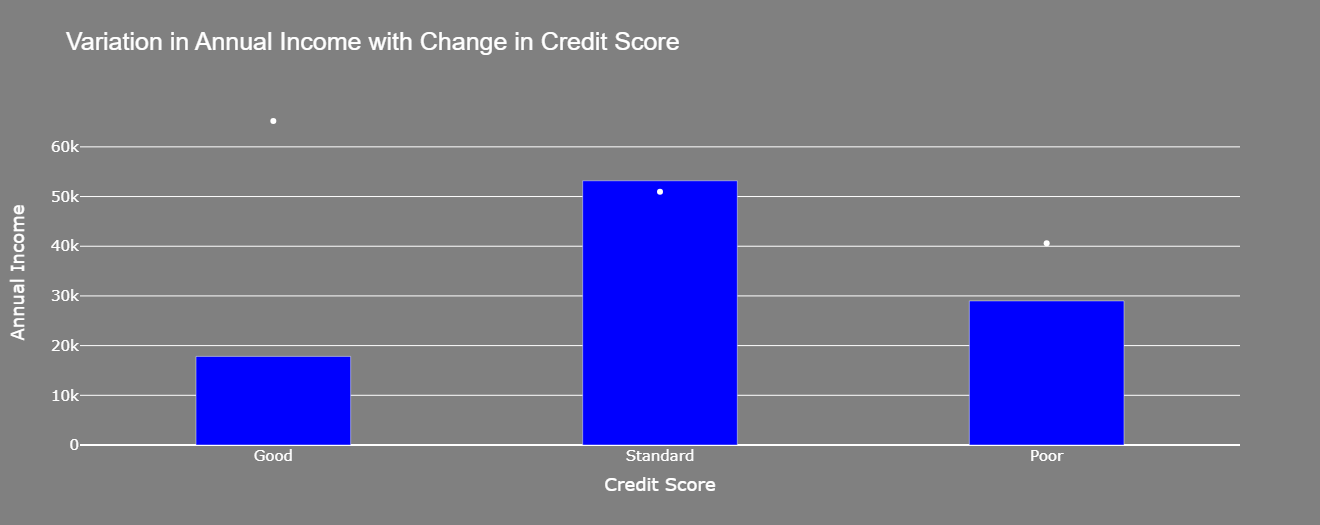 Variation in Annual Income with Change in Credit Score
60k
50k
40k
30k
20k
10k
0
Annual Income
Good Standard Poor
Credit Score